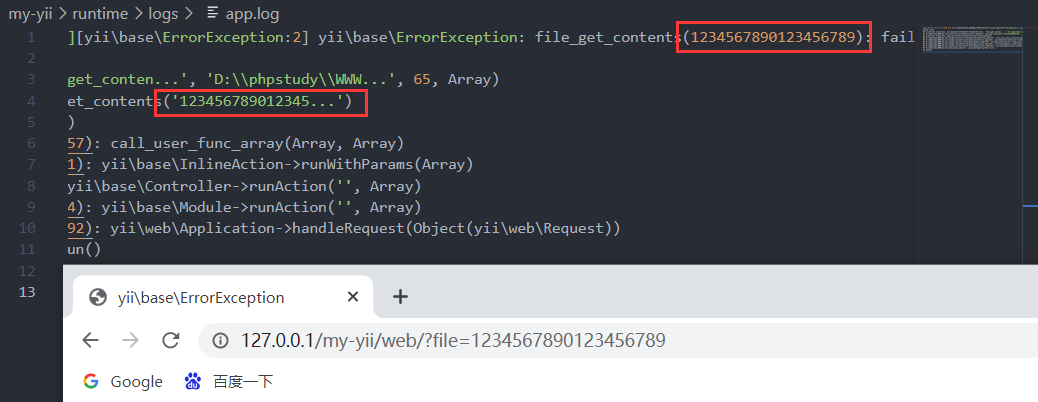 my-yii > runtime > logs > app.log
1 ][yii\base\ErrorException:2] yii\base\ErrorException: file_get_contents(1234567890123456789): fail
3 get_conten...', 'D:\\phpstudy\\WWW...', 65, Array)
4 et_contents('123456789012345...')
5 )
6 57): call_user_func_array(Array, Array)
7 1): yii\base\InlineAction->runWithParams(Array)
8 yii\base\Controller->runAction('', Array)
9 4): yii\base\Module->runAction('', Array)
10 92): yii\web\Application->handleRequest(Object(yii\web\Request))
11 un()
12
13
yii\base\ErrorException
127.0.0.1/my-yii/web/?file=1234567890123456789
Google 百度一下